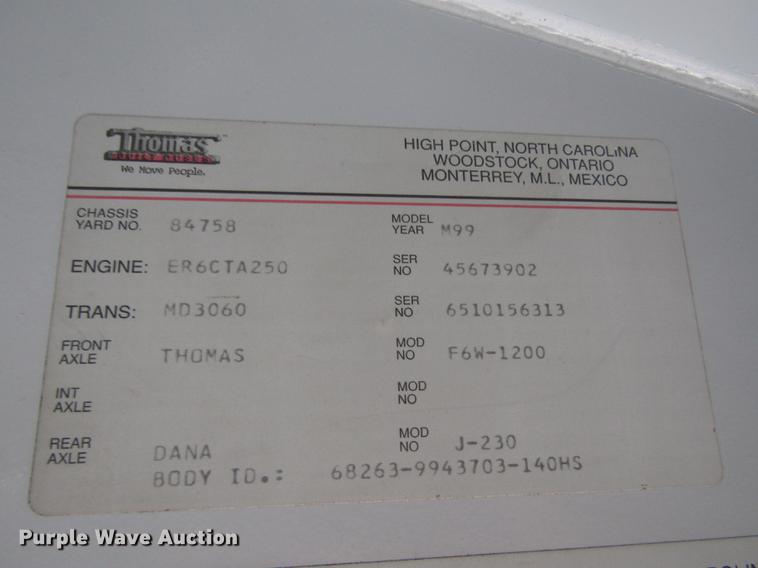 Thomas
BUILT BUSES
We Move People.
HIGH POINT, NORTH CAROLINA
WOODSTOCK, ONTARIO
MONTERREY, M.L., MEXICO
CHASSIS YARD NO. 84758 MODEL YEAR M99
ENGINE: ER6CTA250 SER NO 45673902
TRANS: MD3060 SER NO 6510156313
FRONT AXLE THOMAS MOD NO F6W-1200
INT AXLE MOD NO
REAR AXLE DANA MOD NO J-230
BODY ID.: 68263-9943703-140HS
Purple Wave Auction